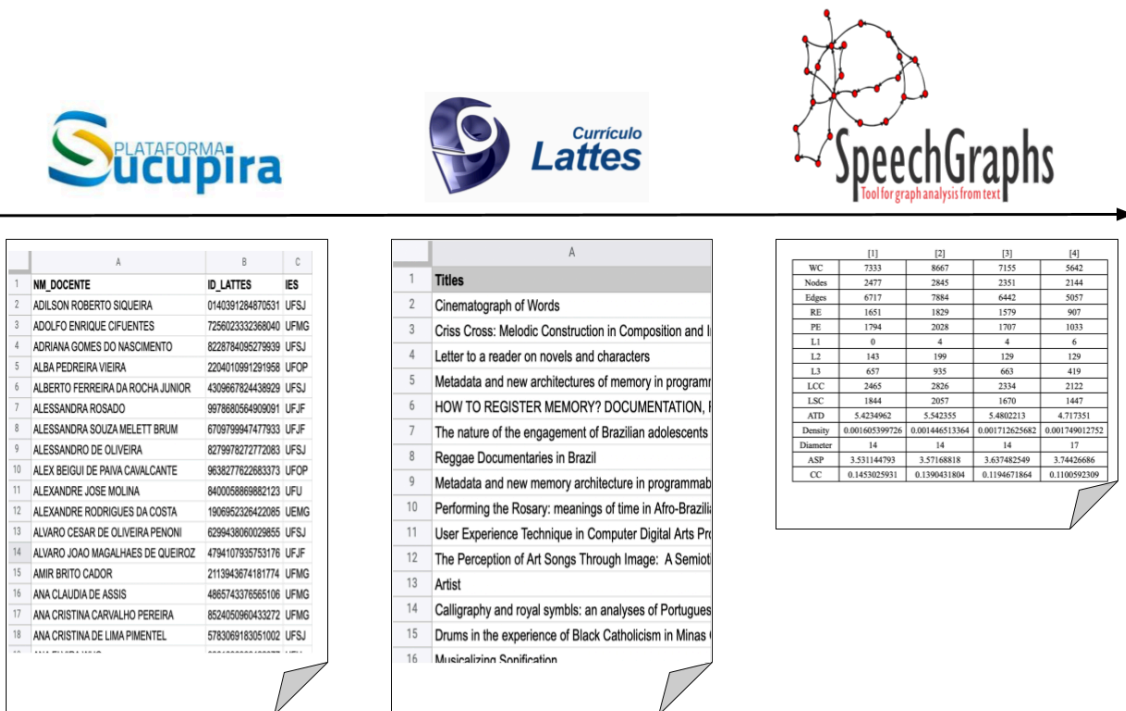 PLATAFORMA
Sucupira
Currículo
Lattes
SpeechGraphs
Tool for graph analysis from text
A B C
1 NM_DOCENTE ID_LATTES IES
2 ADILSON ROBERTO SIQUEIRA 0140391284870531 UFSJ
3 ADOLFO ENRIQUE CIFUENTES 7256023332368040 UFMG
4 ADRIANA GOMES DO NASCIMENTO 8228784095279939 UFSJ
5 ALBA PEDREIRA VIEIRA 2204010991291958 UFOP
6 ALBERTO FERREIRA DA ROCHA JUNIOR 4309667824438929 UFSJ
7 ALESSANDRA ROSADO 9978680564909091 UFJF
8 ALESSANDRA SOUZA MELETT BRUM 6709799947477933 UFJF
9 ALESSANDRO DE OLIVEIRA 8279978272772083 UFSJ
10 ALEX BEIGUI DE PAIVA CAVALCANTE 9638277622683373 UFOP
11 ALEXANDRE JOSE MOLINA 8400058869882123 UFU
12 ALEXANDRE RODRIGUES DA COSTA 1906952326422085 UEMG
13 ALVARO CESAR DE OLIVEIRA PENONI 6299438060029855 UFSJ
14 ALVARO JOAO MAGALHAES DE QUEIROZ 4794107935753176 UFJF
15 AMIR BRITO CADOR 2113943674181774 UFMG
16 ANA CLAUDIA DE ASSIS 4865743376565106 UFMG
17 ANA CRISTINA CARVALHO PEREIRA 8524050960433272 UFMG
18 ANA CRISTINA DE LIMA PIMENTEL 5783069183051002 UFSJ
A
1 Titles
2 Cinematograph of Words
3 Criss Cross: Melodic Construction in Composition and
4 Letter to a reader on novels and characters
5 Metadata and new architectures of memory in programm
6 HOW TO REGISTER MEMORY? DOCUMENTATION,
7 The nature of the engagement of Brazilian adolescents
8 Reggae Documentaries in Brazil
9 Metadata and new memory architecture in programmab
10 Performing the Rosary: meanings of time in Afro-Brazili
11 User Experience Technique in Computer Digital Arts Pr
12 The Perception of Art Songs Through Image: A Semioti
13 Artist
14 Calligraphy and royal symbls: an analyses of Portugues
15 Drums in the experience of Black Catholicism in Minas
16 Musicalizing Sonification
[1] [2] [3] [4]
WC 7333 8667 7155 5642
Nodes 2477 2845 2351 2144
Edges 6717 7884 6442 5057
RE 1651 1829 1579 907
PE 1794 2028 1707 1033
L1 0 4 4 6
L2 143 199 129 129
L3 657 935 663 419
LCC 2465 2826 2334 2122
LSC 1844 2057 1670 1447
ATD 5.4234962 5.542355 5.4802213 4.717351
Density 0.001605399726 0.001446513364 0.001712625682 0.001749012752
Diameter 14 14 14 17
ASP 3.531144793 3.57168818 3.637482549 3.74426686
CC 0.1453025931 0.1390431804 0.1194671864 0.1100592309